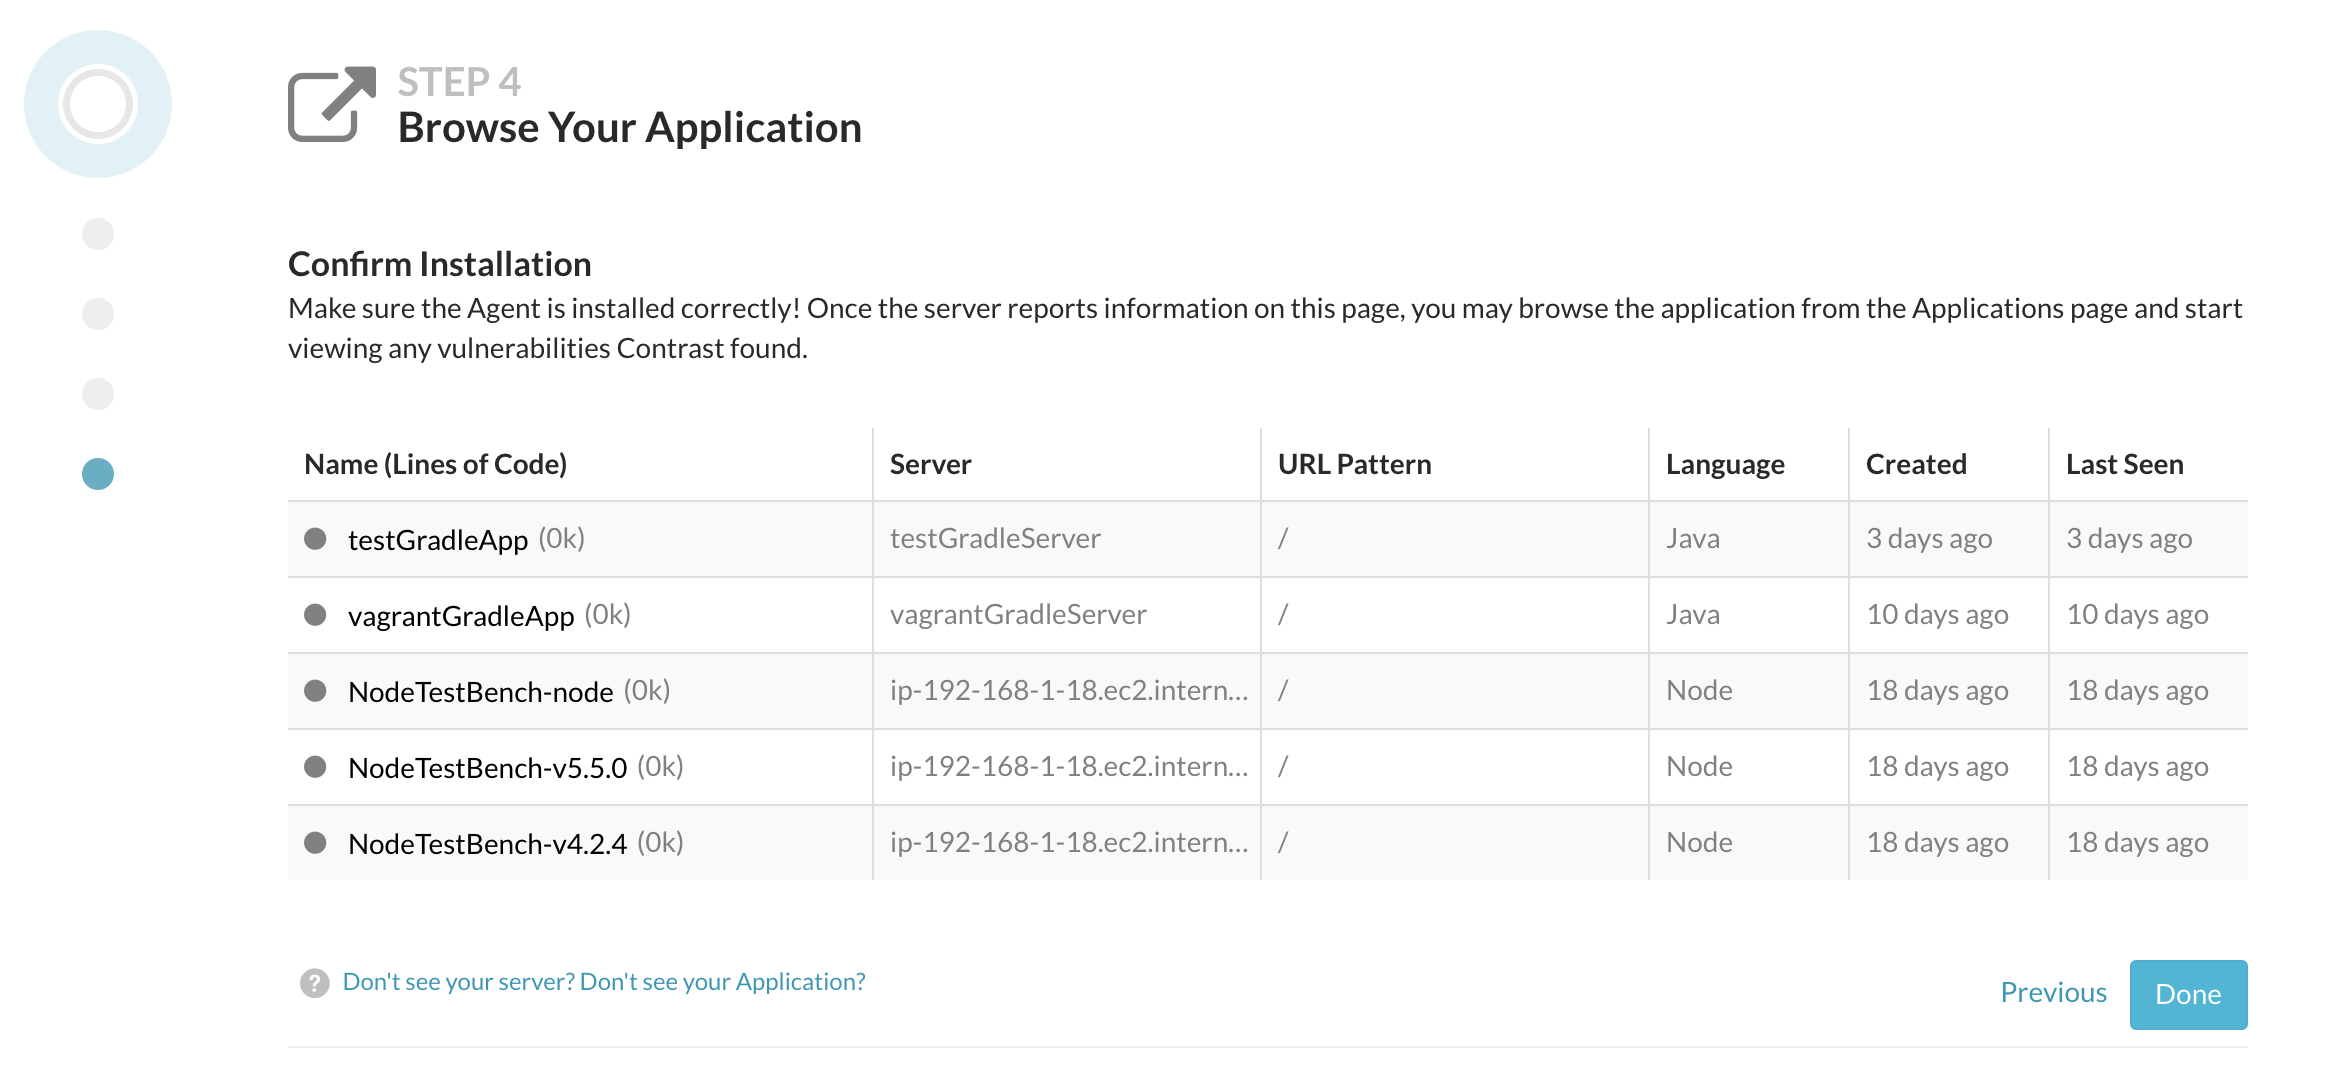 STEP 4
Browse Your Application
Confirm Installation
Make sure the Agent is installed correctly! Once the server reports information on this page, you may browse the application from the Applications page and start
viewing any vulnerabilities Contrast found.
Name (Lines of Code) Server URL Pattern Language Created Last Seen
testGradleApp (0k) testGradleServer / Java 3 days ago 3 days ago
vagrantGradleApp (0k) vagrantGradleServer / Java 10 days ago 10 days ago
NodeTestBench-node (0k) ip-192-168-1-18.ec2.intern... / Node 18 days ago 18 days ago
NodeTestBench-v5.5.0 (0k) ip-192-168-1-18.ec2.intern... / Node 18 days ago 18 days ago
NodeTestBench-v4.2.4 (0k) ip-192-168-1-18.ec2.intern... / Node 18 days ago 18 days ago
? Don't see your server? Don't see your Application?
Previous Done